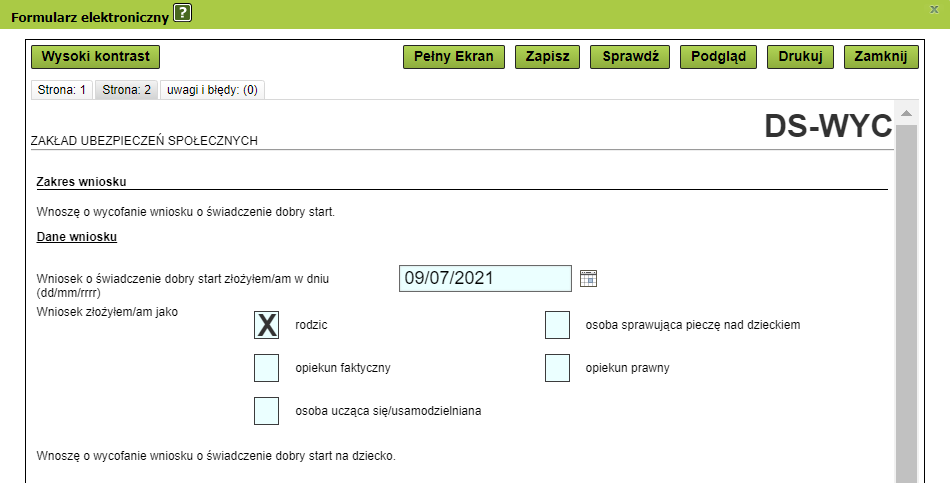 Formularz elektroniczny ?
x
Wysoki kontrast Pełny Ekran Zapisz Sprawdź Podgląd Drukuj Zamknij
Strona: 1 Strona: 2 uwagi i błędy: (0)
DS-WYC
ZAKŁAD UBEZPIECZEŃ SPOŁECZNYCH
Zakres wniosku
Wnoszę o wycofanie wniosku o świadczenie dobry start.
Dane wniosku
Wniosek o świadczenie dobry start złożyłem/am w dniu 09/07/2021
(dd/mm/rrrr)
Wniosek złożyłem/am jako
X rodzic osoba sprawująca pieczę nad dzieckiem
opiekun faktyczny opiekun prawny
osoba ucząca się/usamodzielniana
Wnoszę o wycofanie wniosku o świadczenie dobry start na dziecko.